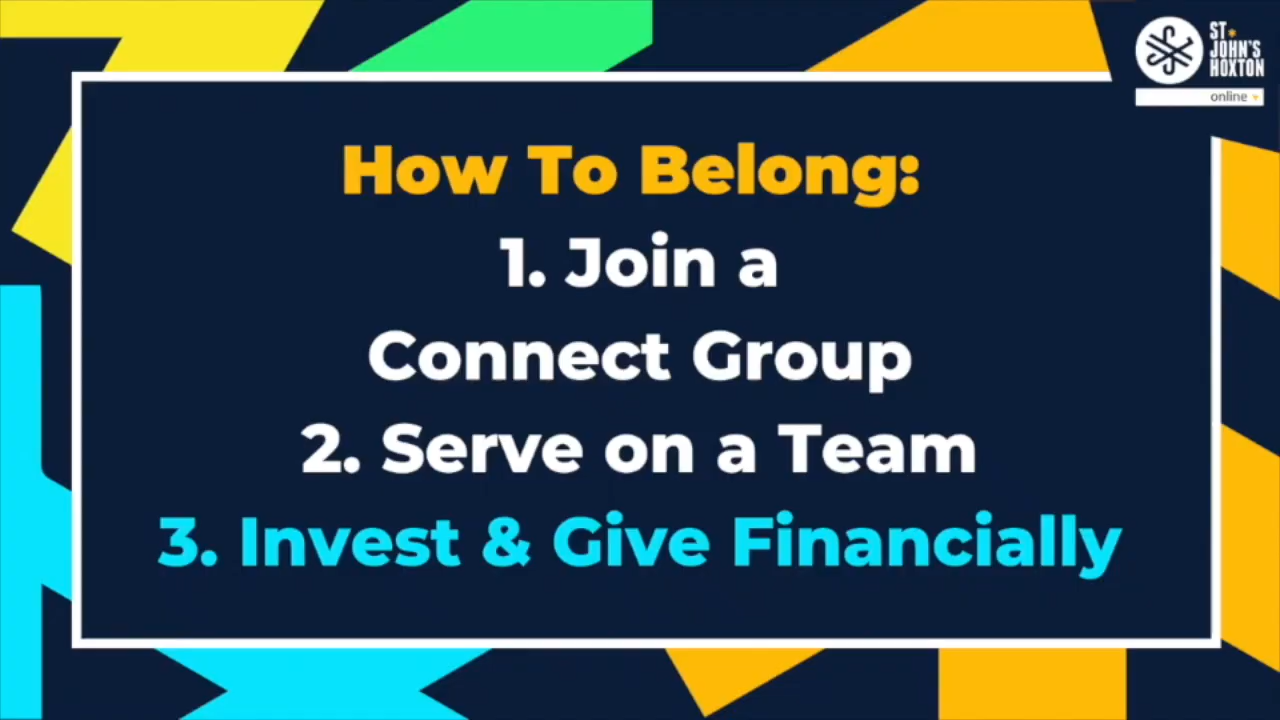 ST*
JOHN'S
HOXTON
online
How To Belong:
1. Join a
Connect Group
2. Serve on a Team
3. Invest & Give Financially